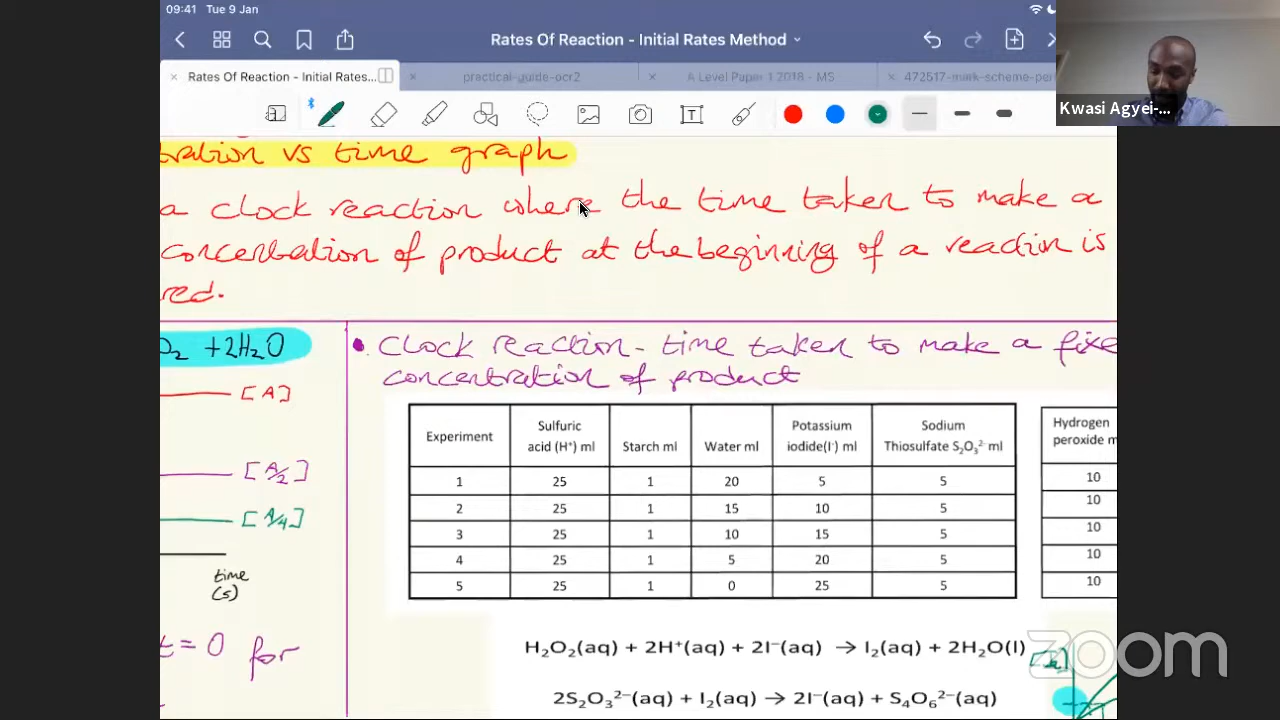 09:41 Tue 9 Jan
Rates Of Reaction - Initial Rates Method
Rates Of Reaction - Initial Rates...
practical-guide-ocr2
A Level Paper 1 2018 - MS
472517-mark-scheme-per
Kwasi Agyei-...
tration vs time graph
a clock reaction where the time taken to make a
concentration of product at the beginning of a reaction is
red.
O₂ + 2H₂O
[A]
[A/2]
[A/4]
time
(s)
t = 0 for
• Clock reaction - time taken to make a fixe
concentration of product
Experiment | Sulfuric acid (H⁺) ml | Starch ml | Water ml | Potassium iodide(I⁻) ml | Sodium Thiosulfate S₂O₃²⁻ ml | Hydrogen peroxide m
1 | 25 | 1 | 20 | 5 | 5 | 10
2 | 25 | 1 | 15 | 10 | 5 | 10
3 | 25 | 1 | 10 | 15 | 5 | 10
4 | 25 | 1 | 5 | 20 | 5 | 10
5 | 25 | 1 | 0 | 25 | 5 | 10
H₂O₂(aq) + 2H⁺(aq) + 2I⁻(aq) → I₂(aq) + 2H₂O(l)
2S₂O₃²⁻(aq) + I₂(aq) → 2I⁻(aq) + S₄O₆²⁻(aq)
zoom